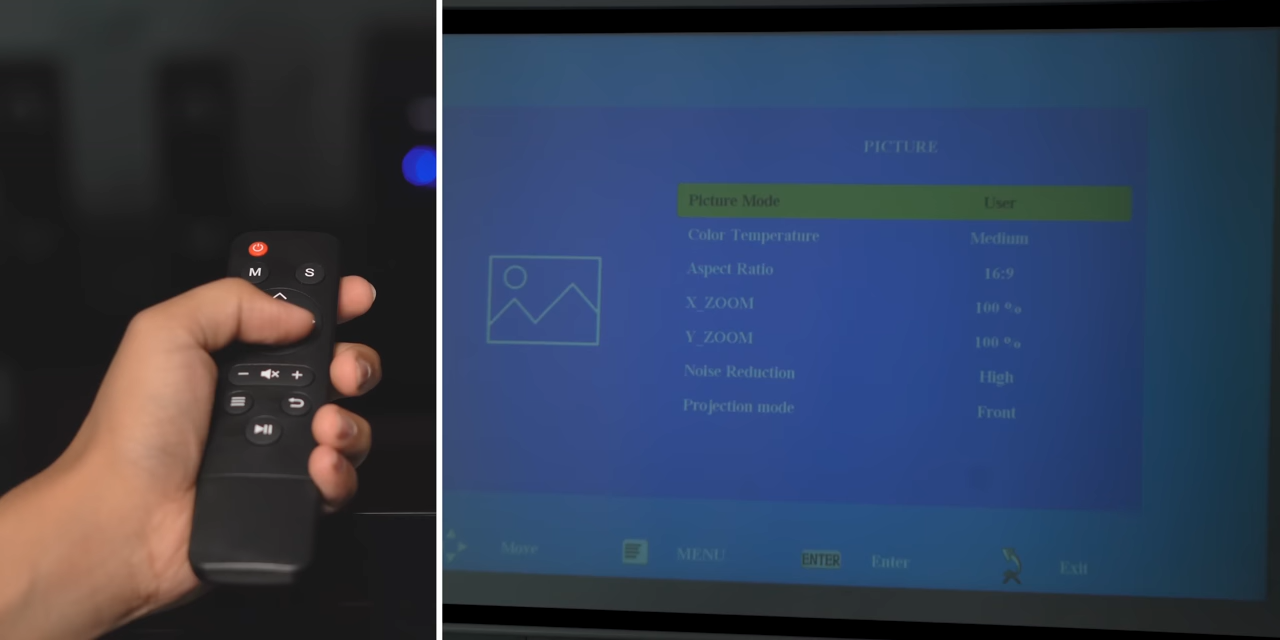 M S
PICTURE
Picture Mode User
Color Temperature Medium
Aspect Ratio 16:9
X_ZOOM 100 %
Y_ZOOM 100 %
Noise Reduction High
Projection mode Front
Move MENU ENTER Enter Exit